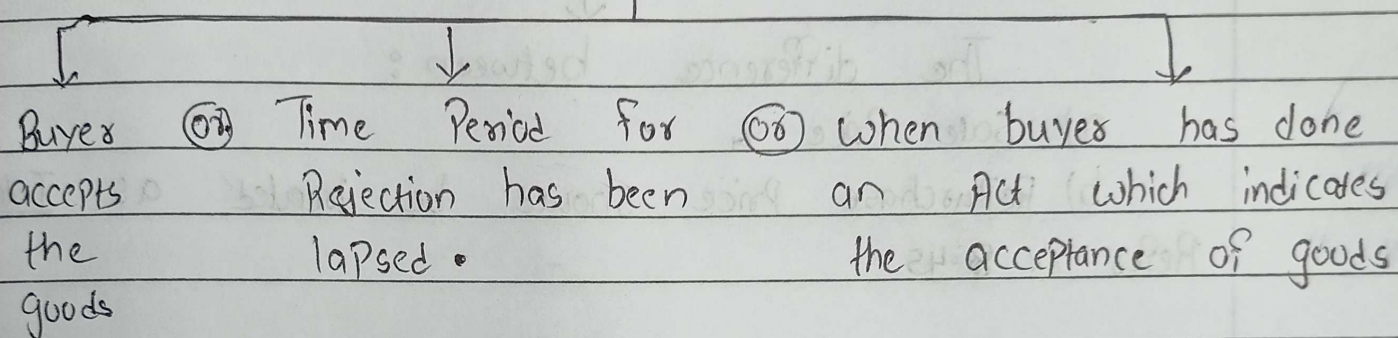 Buyer or Time Period for or when buyer has done
accepts Rejection has been an Act which indicates
the lapsed. the acceptance of goods
goods